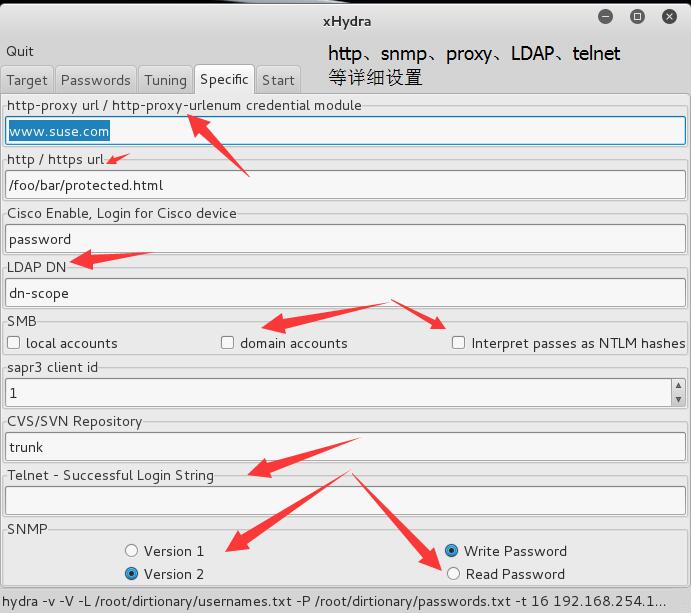 xHydra
Quit
http、snmp、proxy、LDAP、telnet
等详细设置
Target Passwords Tuning Specific Start
http-proxy url / http-proxy-urlenum credential module
www.suse.com
http / https url
/foo/bar/protected.html
Cisco Enable, Login for Cisco device
password
LDAP DN
dn-scope
SMB
local accounts domain accounts Interpret passes as NTLM hashes
sapr3 client id
1
CVS/SVN Repository
trunk
Telnet - Successful Login String
SNMP
Version 1 Write Password
Version 2 Read Password
hydra -v -V -L /root/dirtionary/usernames.txt -P /root/dirtionary/passwords.txt -t 16 192.168.254.1...